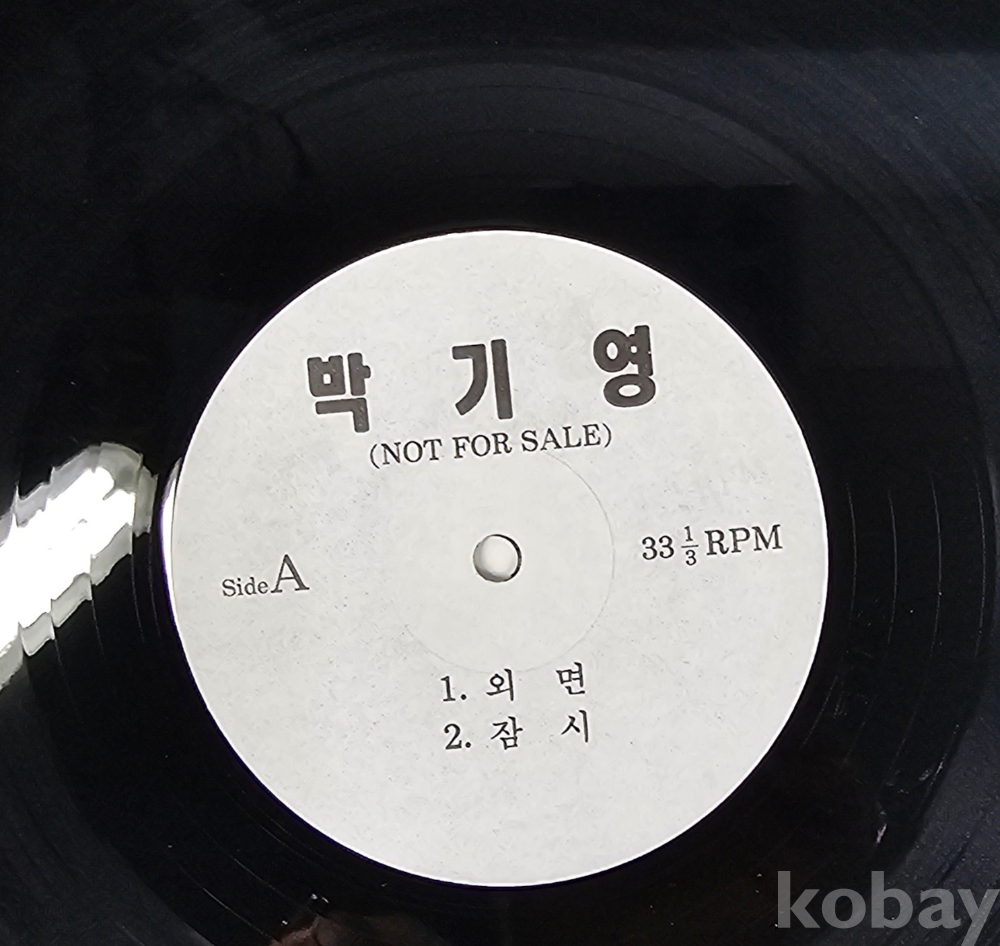 박 기 영
(NOT FOR SALE)
Side A
33 1/3 RPM
1. 외 면
2. 잠 시
kobay